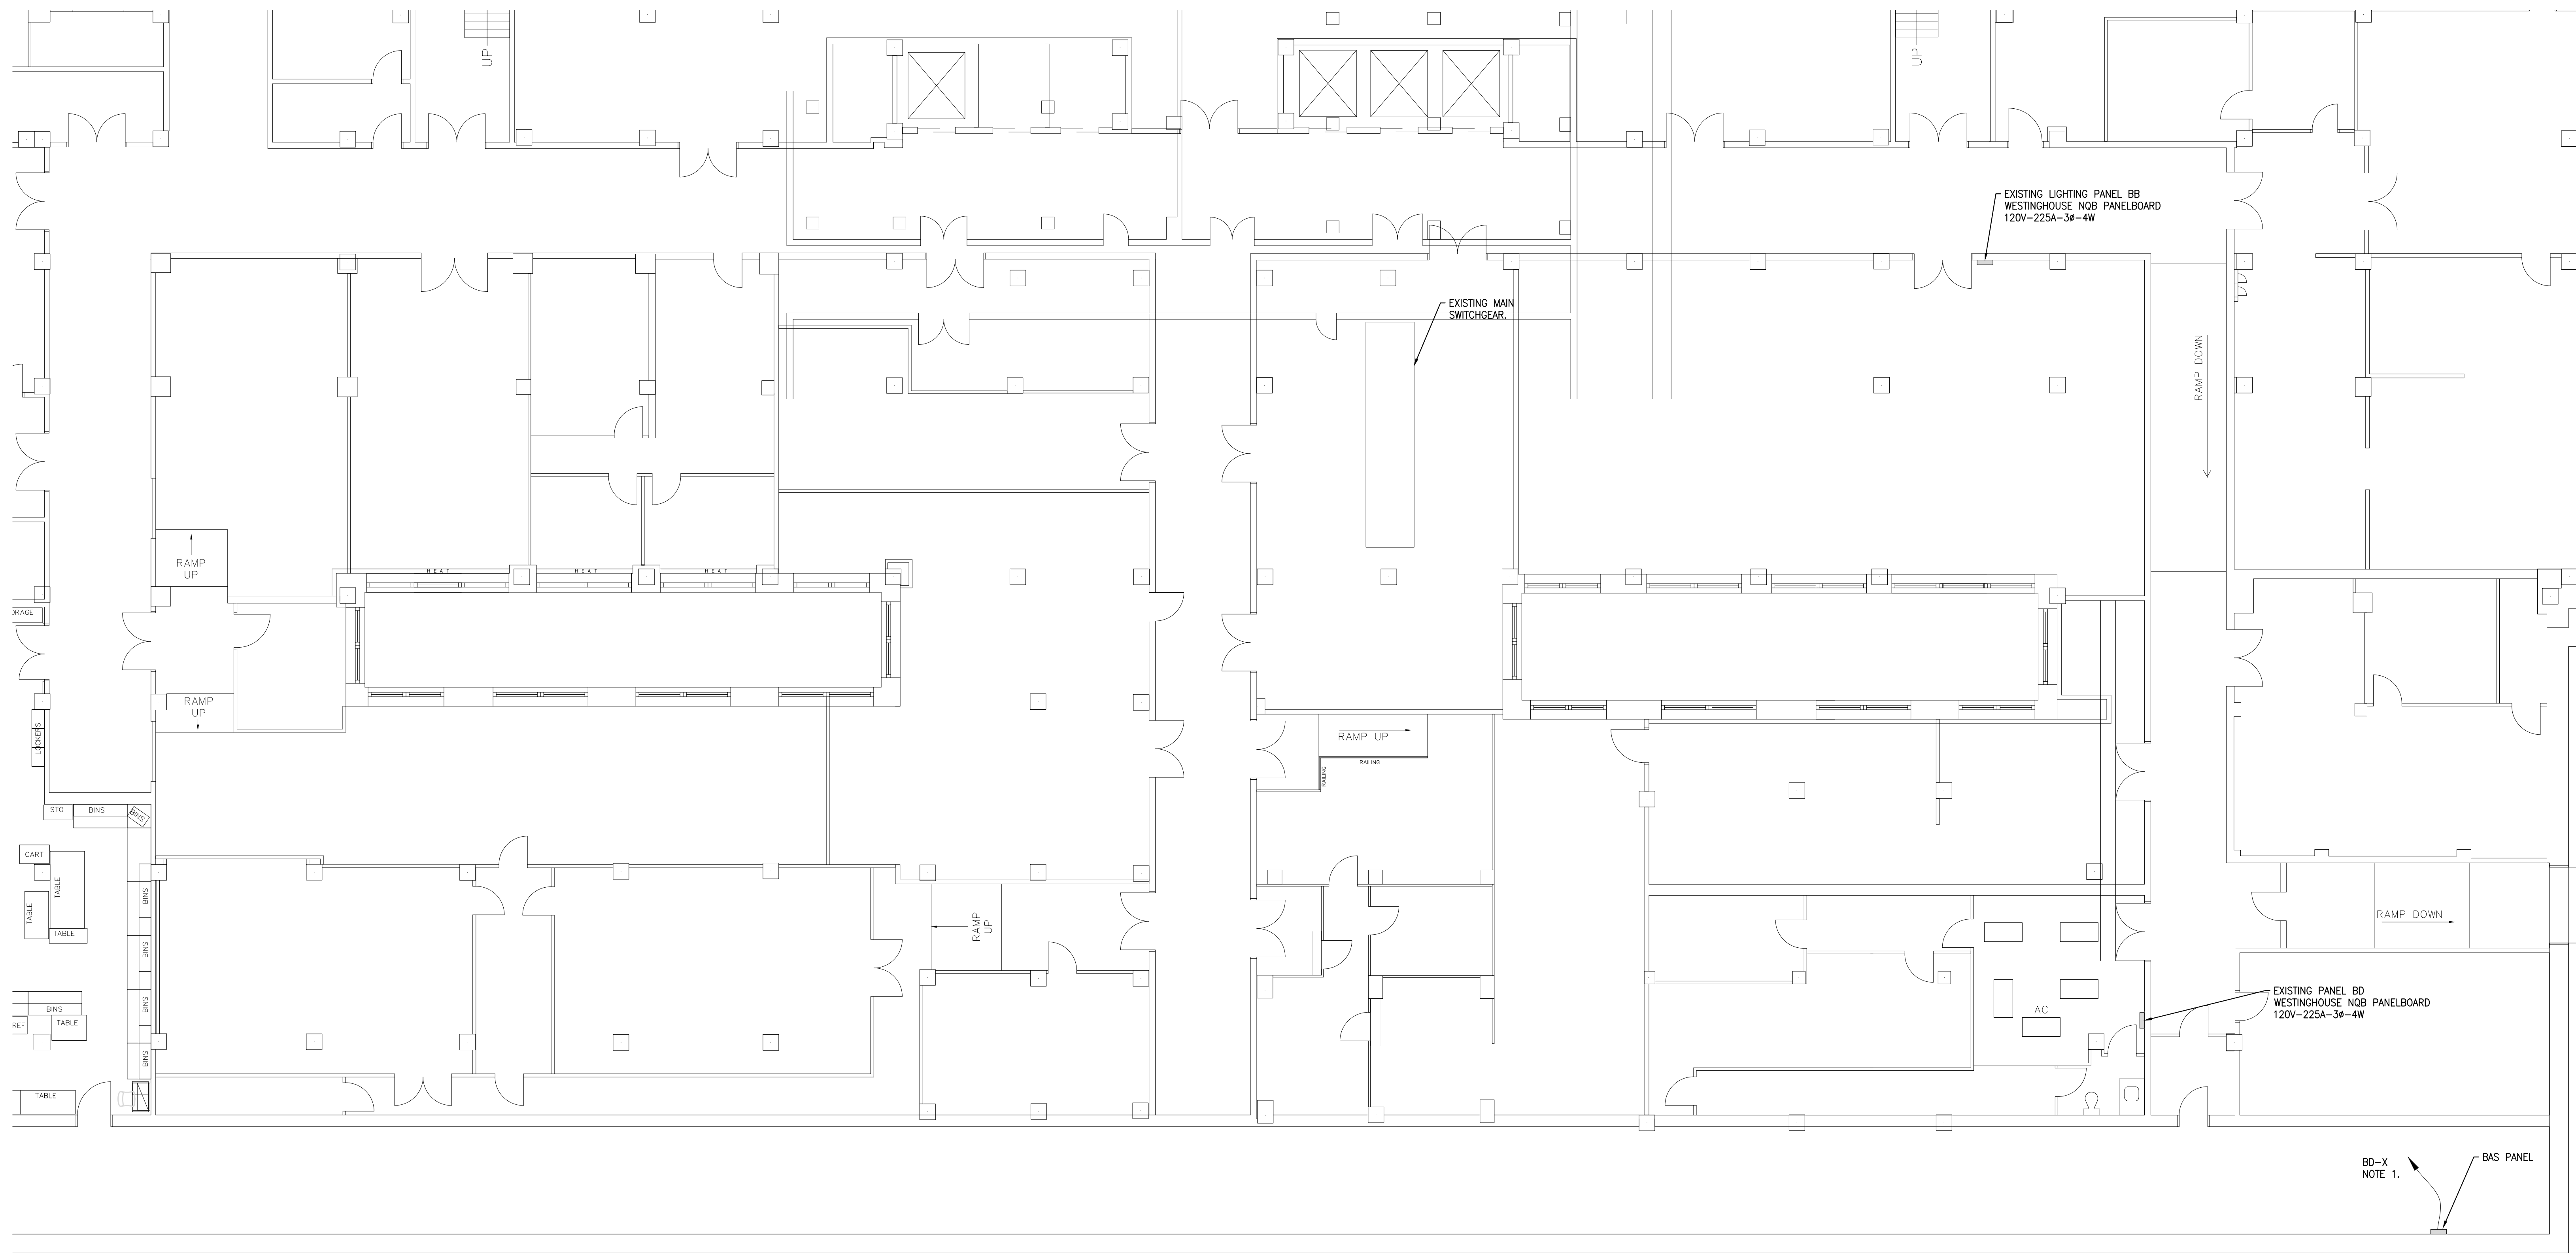 UP
UP
EXISTING LIGHTING PANEL BB
WESTINGHOUSE NQB PANELBOARD
120V-225A-3ø-4W
EXISTING MAIN
SWITCHGEAR.
RAMP DOWN
RAMP
UP
HEAT
HEAT
HEAT
RAMP
UP
LOCKERS
RAMP UP
RAILING
RAILING
STO
BINS
BINS
CART
TABLE
TABLE
TABLE
BINS
BINS
BINS
BINS
RAMP
UP
RAMP DOWN
BINS
TABLE
REF
AC
EXISTING PANEL BD
WESTINGHOUSE NQB PANELBOARD
120V-225A-3ø-4W
TABLE
BD-X
NOTE 1.
BAS PANEL